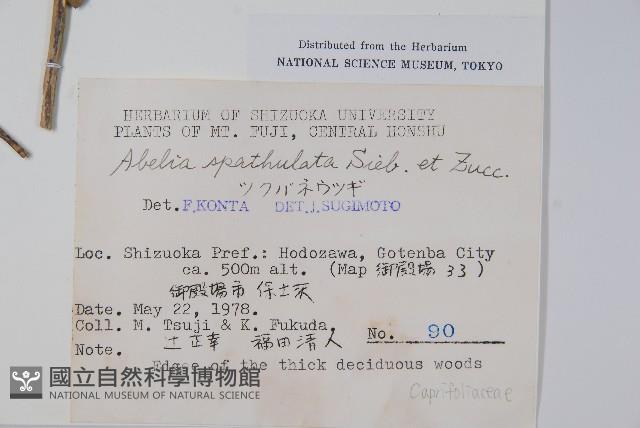 Distributed from the Herbarium
NATIONAL SCIENCE MUSEUM, TOKYO
HERBARIUM OF SHIZUOKA UNIVERSITY
PLANTS OF MT. FUJI, CENTRAL HONSHU
Abelia spathulata Sieb. et Zucc.
ツクバネウツギ
Det. F.KONTA DET.J.SUGIMOTO
Loc. Shizuoka Pref.: Hodozawa, Gotenba City
ca. 500m alt. (Map 御殿場 33)
御殿場市 保土沢
Date. May 22, 1978.
Coll. M. Tsuji & K. Fukuda, No. 90
正幸 福田清人
Note.
Edges of the thick deciduous woods
Caprifoliaceae
國立自然科學博物館
NATIONAL MUSEUM OF NATURAL SCIENCE